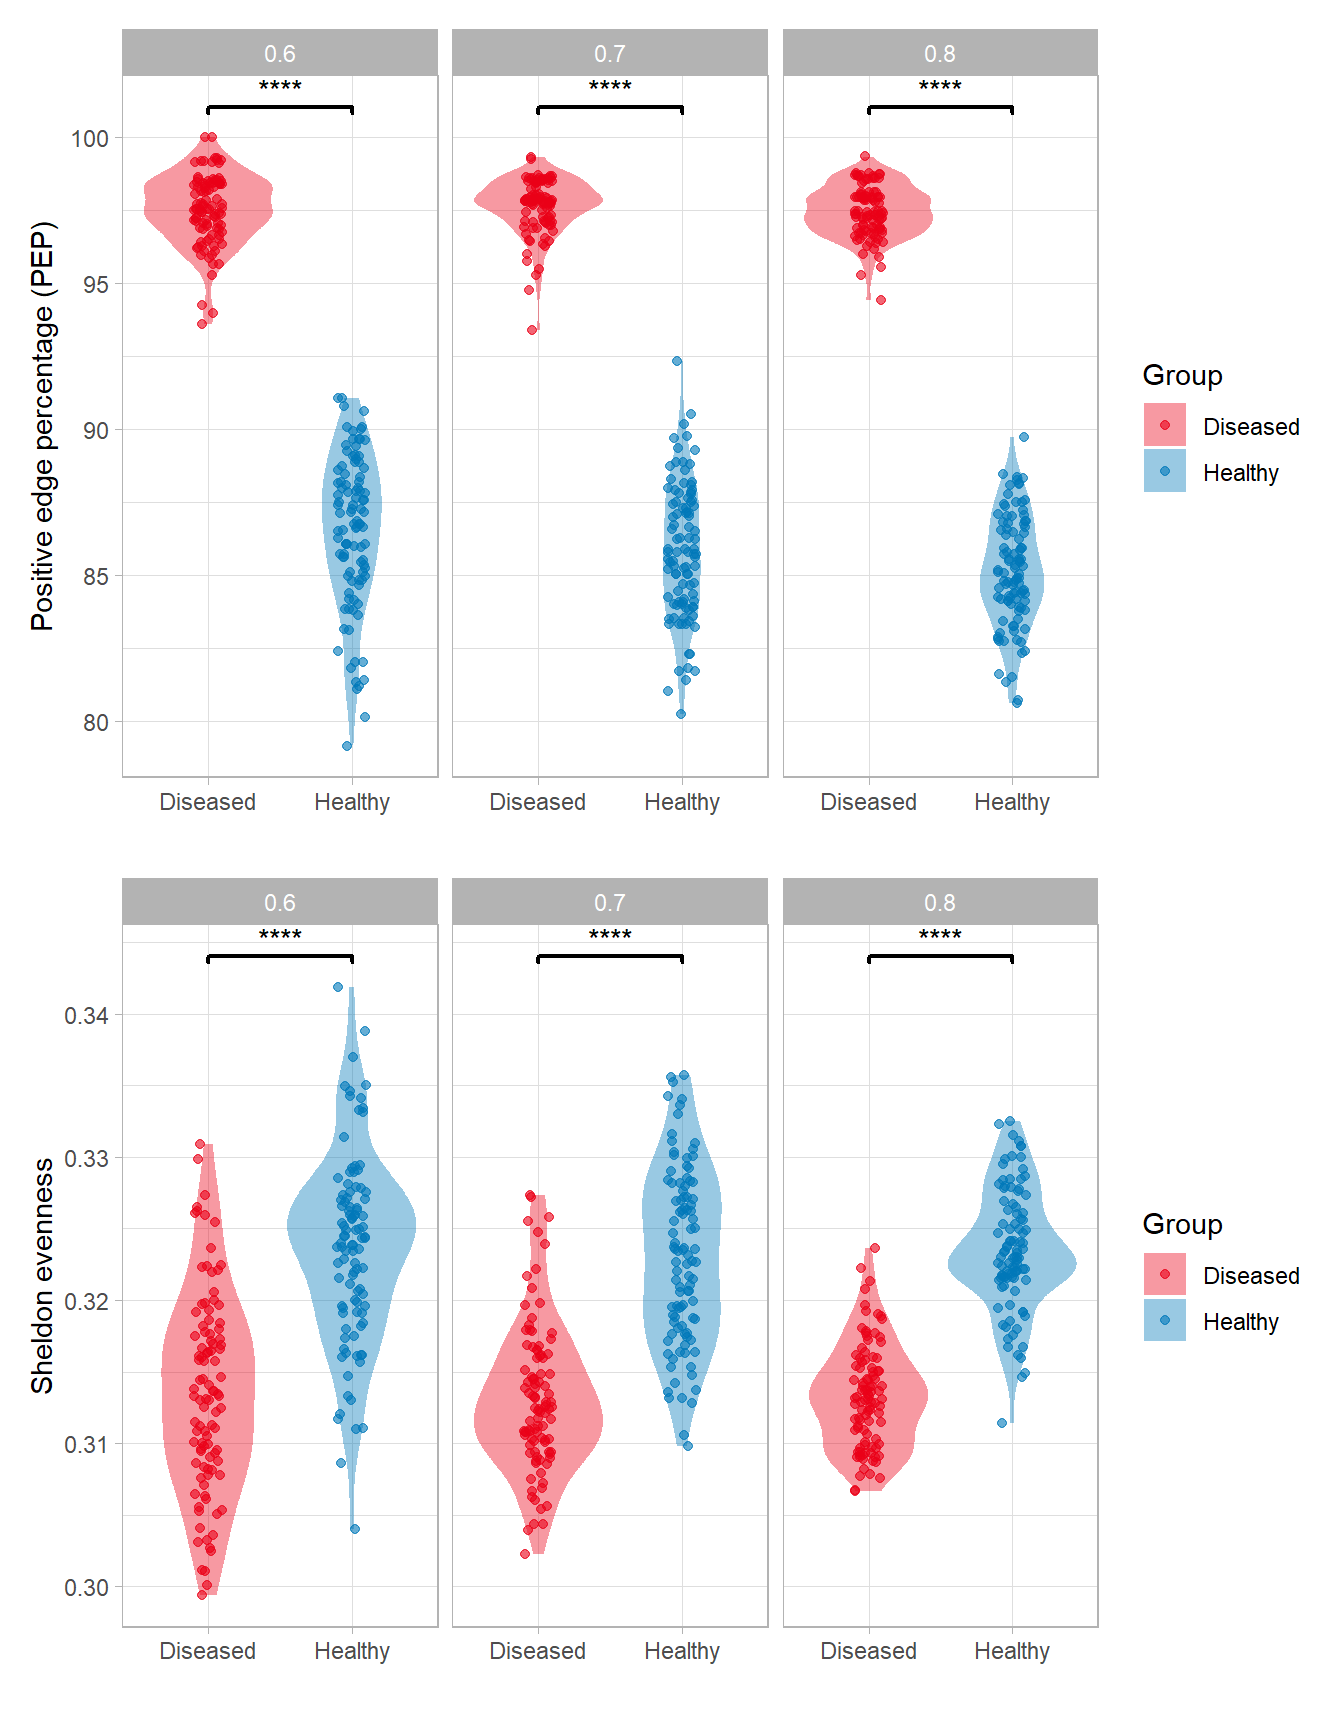 0.6 0.7 0.8
**** **** ****
Positive edge percentage (PEP)
100
95
90
85
80
Diseased Healthy Diseased Healthy Diseased Healthy
Group
Diseased
Healthy
0.6 0.7 0.8
**** **** ****
Sheldon evenness
0.34
0.33
0.32
0.31
0.30
Diseased Healthy Diseased Healthy Diseased Healthy
Group
Diseased
Healthy